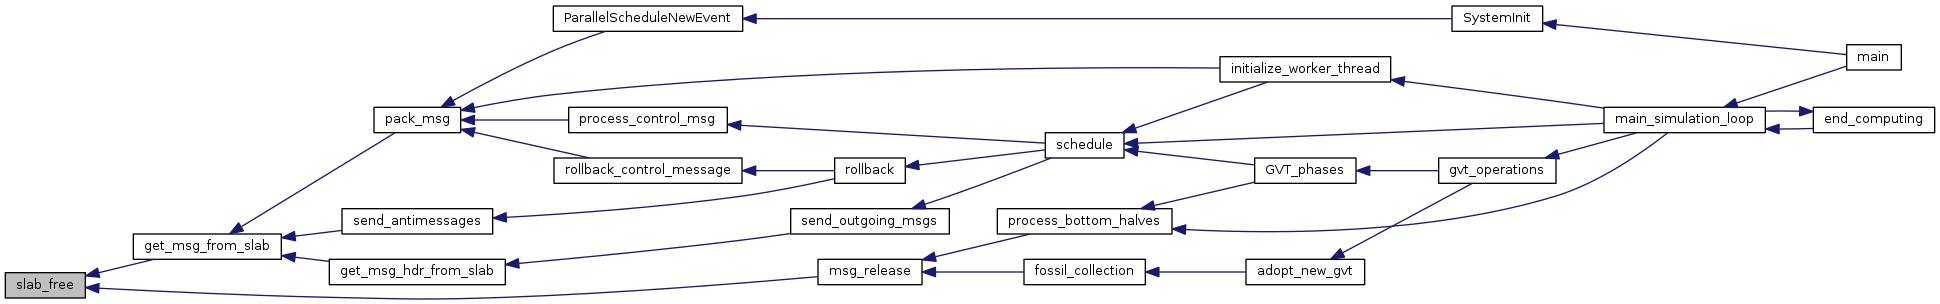 ParallelScheduleNewEvent
SystemInit
main
initialize_worker_thread
pack_msg
process_control_msg
main_simulation_loop
end_computing
schedule
rollback_control_message
rollback
GVT_phases
gvt_operations
send_antimessages
send_outgoing_msgs
process_bottom_halves
get_msg_from_slab
get_msg_hdr_from_slab
msg_release
fossil_collection
adopt_new_gvt
slab_free